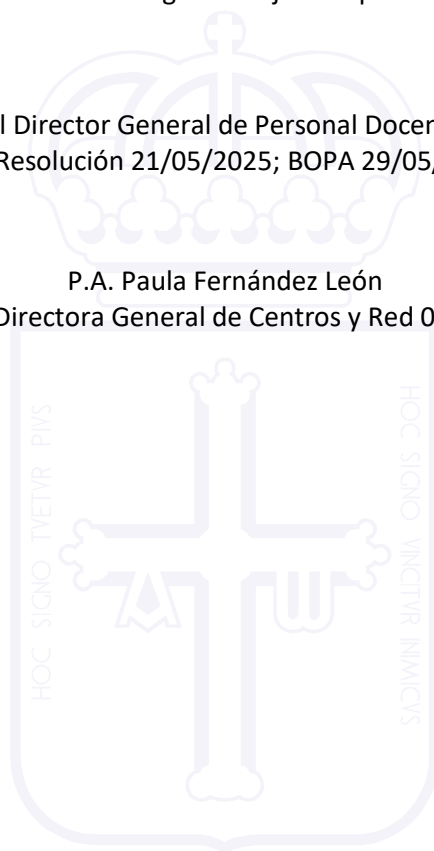 l Director General de Personal Docen
Resolución 21/05/2025; BOPA 29/05,
P.A. Paula Fernández León
Directora General de Centros y Red 0
HOC SIGNO TVETVR PIVS
HOC SIGNO VINCITVR INIMICVS